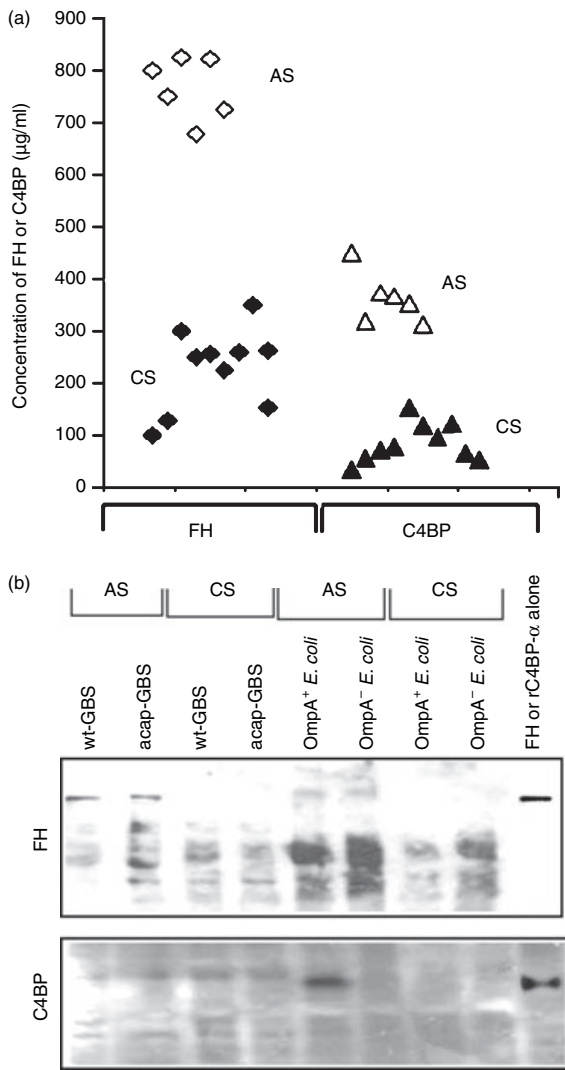 (a)
Concentration of FH or C4BP (µg/ml)
900
800
700
600
500
400
300
200
100
0
AS
CS
AS
CS
FH
C4BP
(b)
AS
CS
AS
CS
wt-GBS
acap-GBS
wt-GBS
acap-GBS
OmpA⁺ E. coli
OmpA⁻ E. coli
OmpA⁺ E. coli
OmpA⁻ E. coli
FH or rC4BP-α alone
FH
C4BP